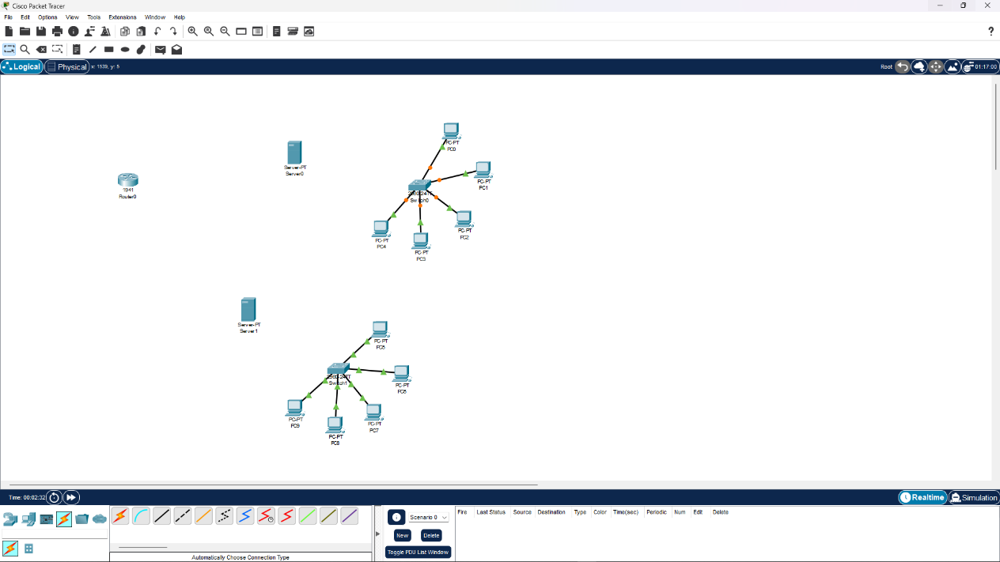 Cisco Packet Tracer
File Edit Options View Tools Extensions Window Help
?
Logical Physical x: 1539, y: 5 Root 01:17:00
PC-PT
PC0
Server-PT
Server0
PC-PT
PC1
1941
Router0
2960-24TT
Switch0
PC-PT
PC2
PC-PT
PC4
PC-PT
PC3
Server-PT
Server1
PC-PT
PC5
2960-24TT
Switch1
PC-PT
PC6
PC-PT
PC9
PC-PT
PC7
PC-PT
PC8
Time: 00:02:32 Realtime Simulation
Scenario 0
New Delete
Toggle PDU List Window
Fire Last Status Source Destination Type Color Time(sec) Periodic Num Edit Delete
Automatically Choose Connection Type